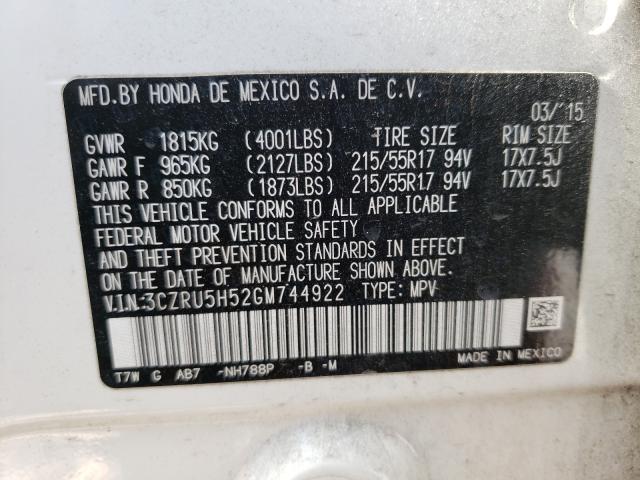 MFD.BY HONDA DE MEXICO S.A. DE C.V.
03/'15
GVWR 1815KG (4001LBS) TIRE SIZE RIM SIZE
GAWR F 965KG (2127LBS) 215/55R17 94V 17X7.5J
GAWR R 850KG (1873LBS) 215/55R17 94V 17X7.5J
THIS VEHICLE CONFORMS TO ALL APPLICABLE
FEDERAL MOTOR VEHICLE SAFETY
AND THEFT PREVENTION STANDARDS IN EFFECT
ON THE DATE OF MANUFACTURE SHOWN ABOVE.
V.I.N:3CZRU5H52GM744922 TYPE: MPV
MADE IN MEXICO
T7W G AB7 -NH788P -B -M